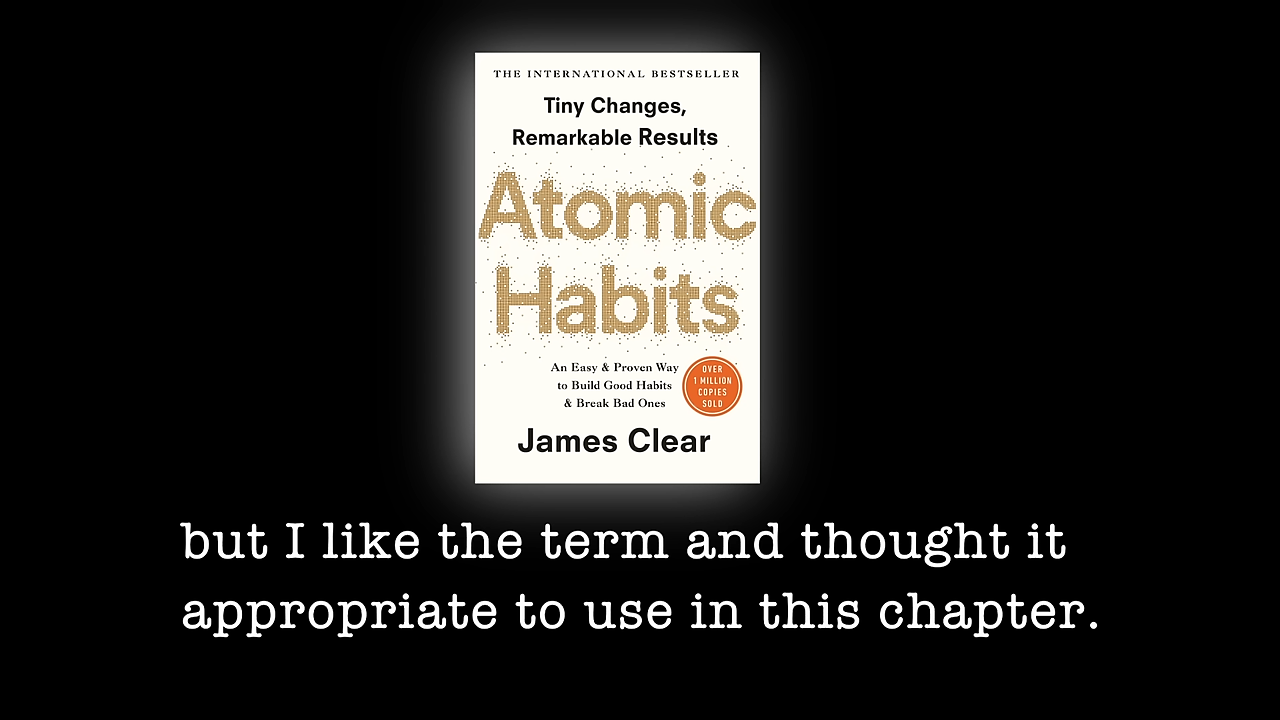 THE INTERNATIONAL BESTSELLER
Tiny Changes,
Remarkable Results
Atomic
Habits
An Easy & Proven Way
to Build Good Habits
& Break Bad Ones
OVER
1 MILLION
COPIES
SOLD
James Clear
but I like the term and thought it
appropriate to use in this chapter.